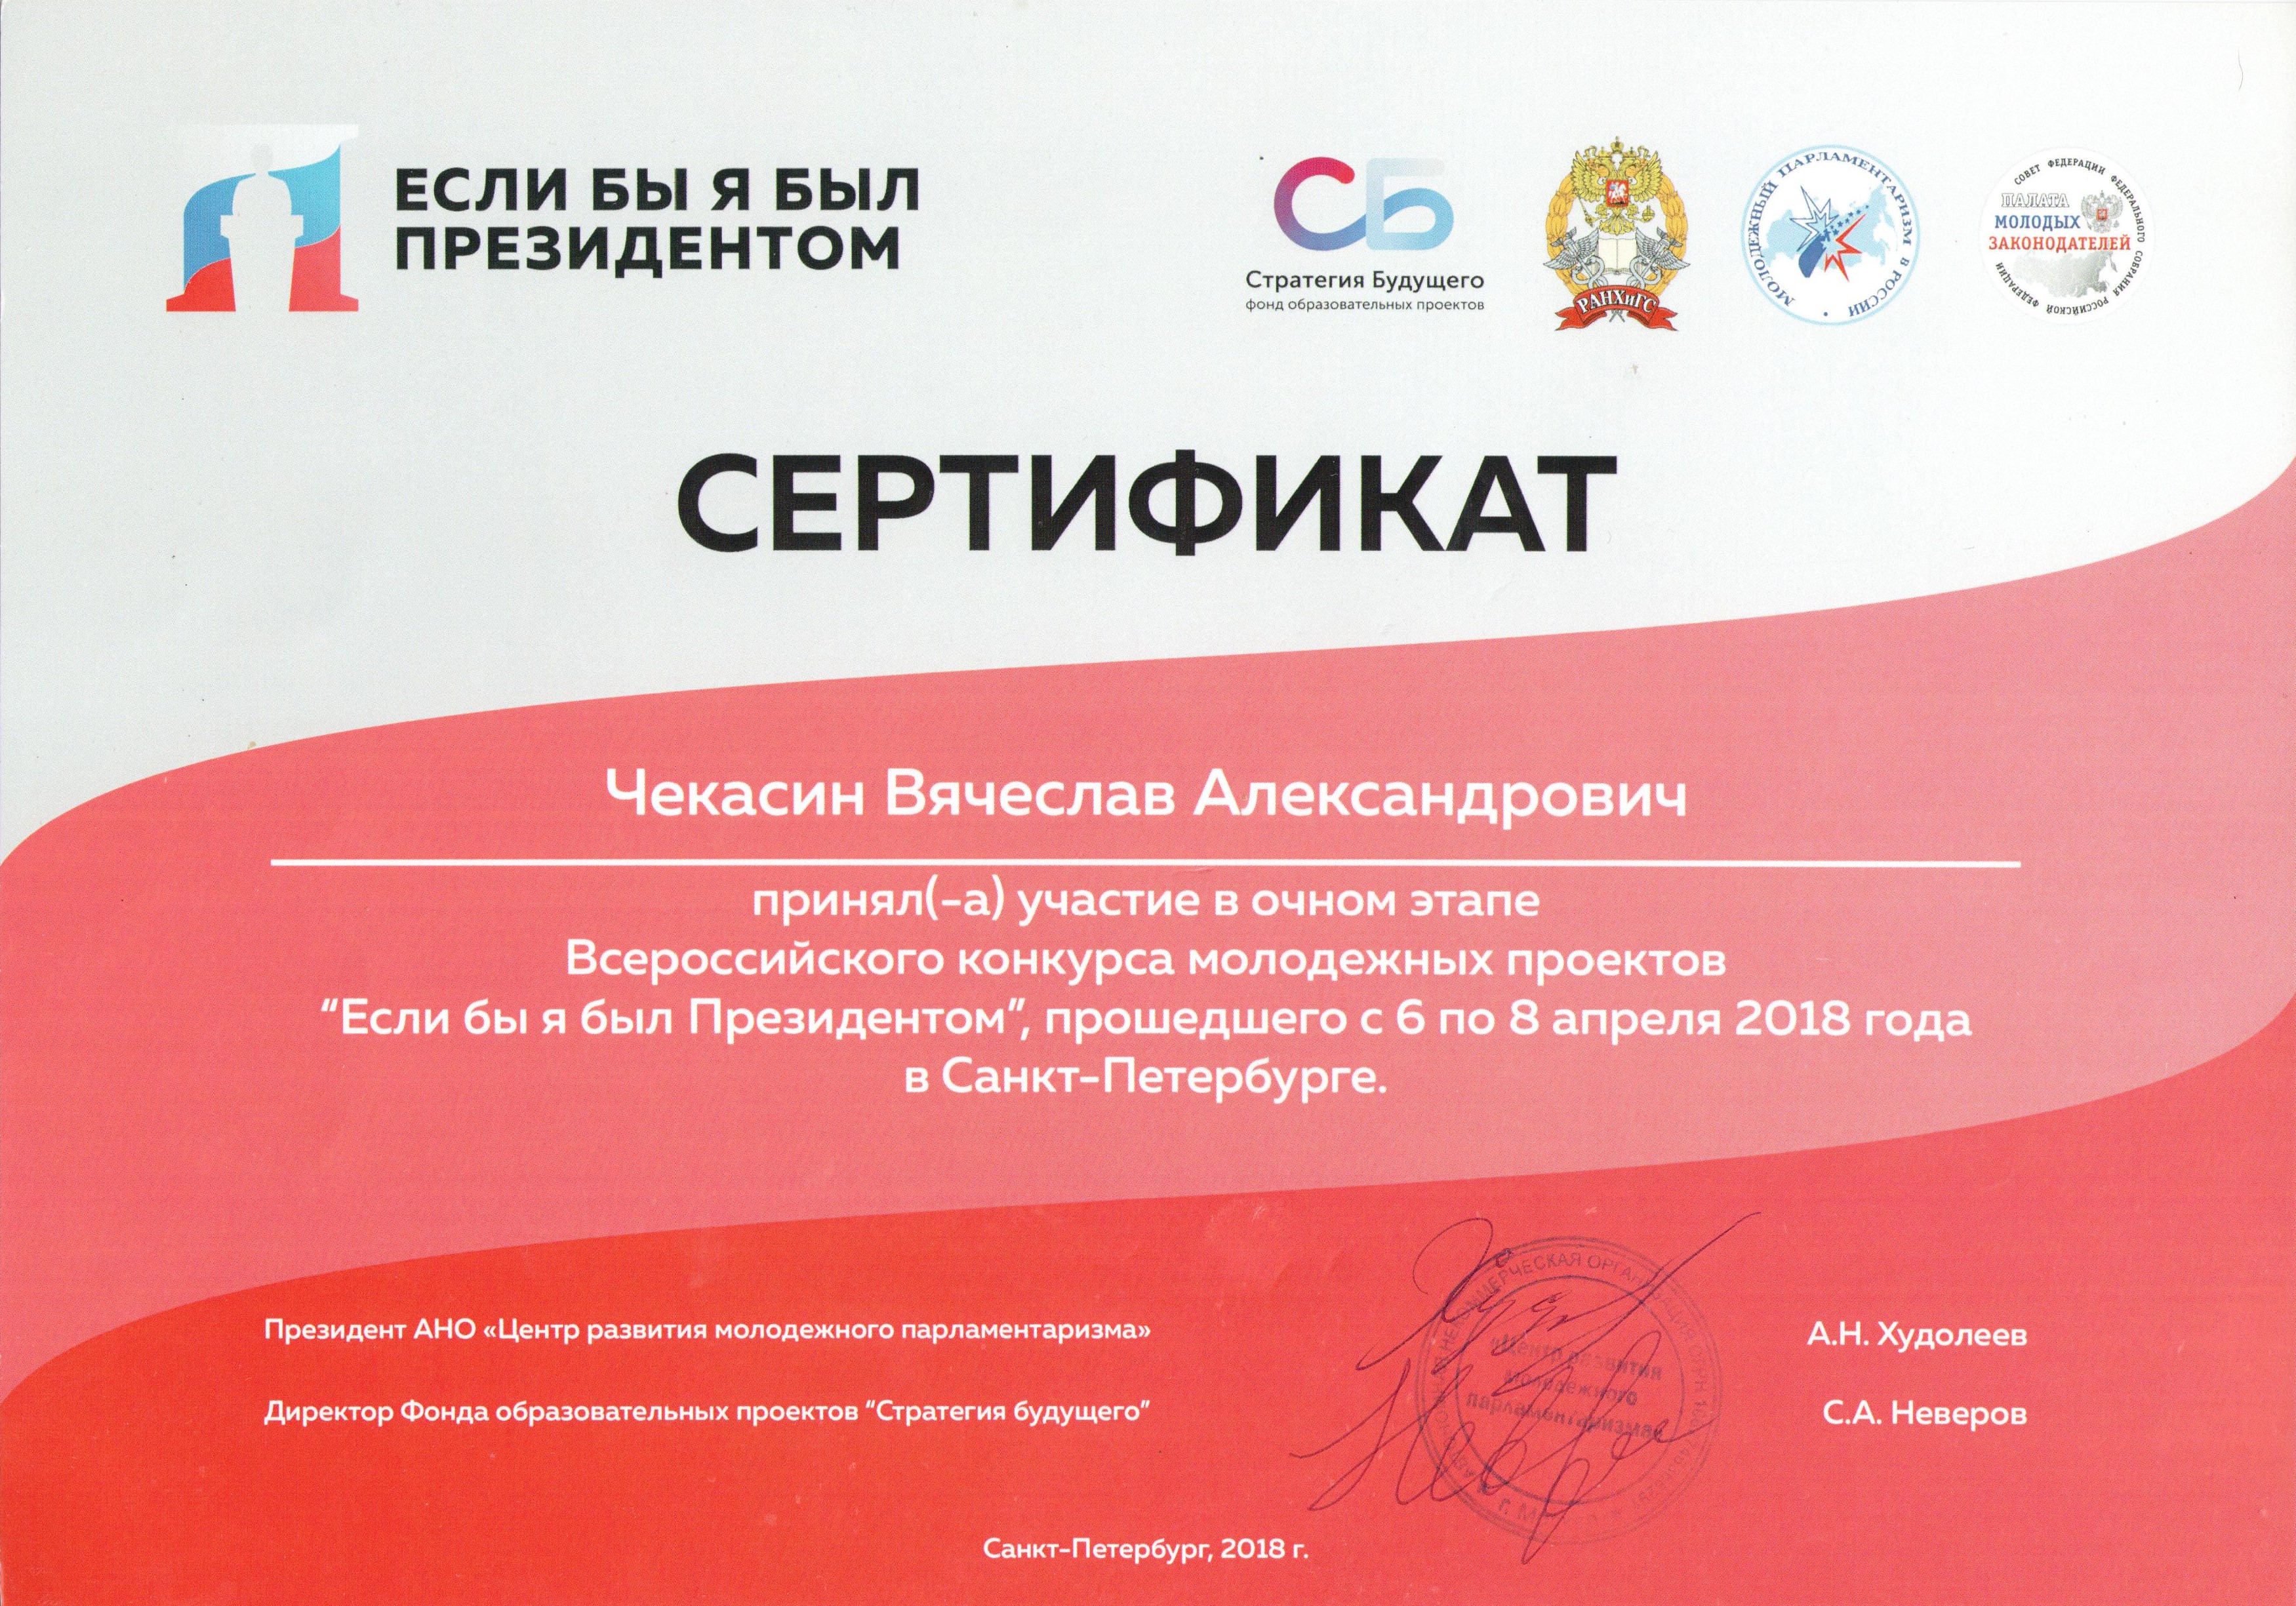 ЕСЛИ БЫ Я БЫЛ
ПРЕЗИДЕНТОМ
СБ
Стратегия Будущего
фонд образовательных проектов
РАНХиГС
МОЛОДЕЖНЫЙ ПАРЛАМЕНТАРИЗМ В РОССИИ
СОВЕТ ФЕДЕРАЦИИ ФЕДЕРАЛЬНОГО СОБРАНИЯ РОССИЙСКОЙ ФЕДЕРАЦИИ
ПАЛАТА
МОЛОДЫХ
ЗАКОНОДАТЕЛЕЙ
СЕРТИФИКАТ
Чекасин Вячеслав Александрович
принял(-а) участие в очном этапе
Всероссийского конкурса молодежных проектов
“Если бы я был Президентом”, прошедшего с 6 по 8 апреля 2018 года
в Санкт-Петербурге.
Президент АНО «Центр развития молодежного парламентаризма»
А.Н. Худолеев
Директор Фонда образовательных проектов “Стратегия будущего”
С.А. Неверов
НЕКОММЕРЧЕСКАЯ ОРГАНИЗАЦИЯ ОГРН
«Центр развития
молодежного
парламентаризма»
Санкт-Петербург, 2018 г.